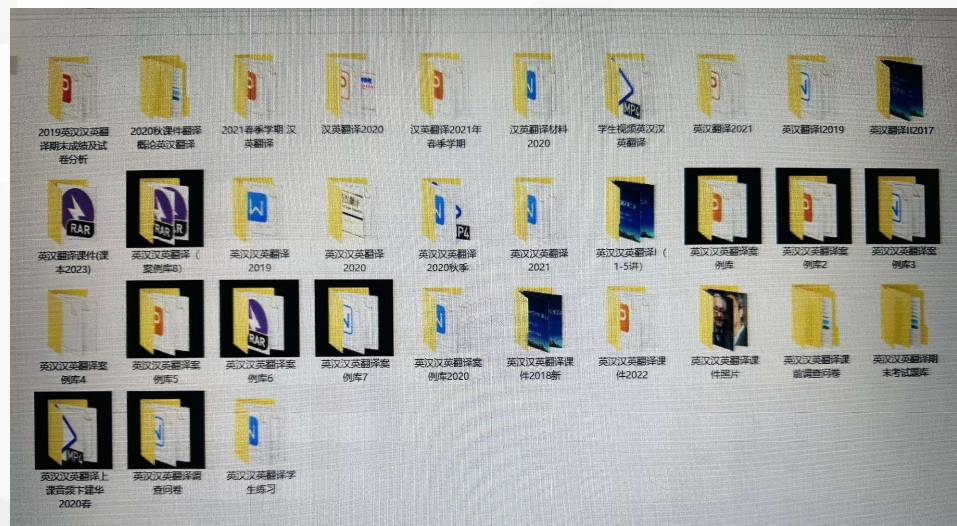 2019英汉汉英翻
译期末成绩及试
卷分析
2020秋课件翻译
概论英汉翻译
2021春季学期 汉
英翻译
汉英翻译2020
汉英翻译2021年
春季学期
汉英翻译材料
2020
学生视频英汉汉
英翻译
英汉翻译2021
英汉翻译I2019
英汉翻译II2017
MP4
英汉翻译课件(课
本2023)
英汉汉英翻译（
案例库8）
英汉汉英翻译
2019
英汉汉英翻译
2020
英汉汉英翻译
2020秋季
英汉汉英翻译
2021
英汉汉英翻译I（
1-5讲）
英汉汉英翻译案
例库
英汉汉英翻译案
例库2
英汉汉英翻译案
例库3
RAR
RAR
P4
英汉汉英翻译案
例库4
英汉汉英翻译案
例库5
英汉汉英翻译案
例库6
英汉汉英翻译案
例库7
英汉汉英翻译案
例库2020
英汉汉英翻译课
件2018新
英汉汉英翻译课
件2022
英汉汉英翻译课
件照片
英汉汉英翻译课
前调查问卷
英汉汉英翻译期
末考试题库
RAR
英汉汉英翻译上
课音频卞建华
2020春
英汉汉英翻译调
查问卷
英汉汉英翻译学
生练习
MP4